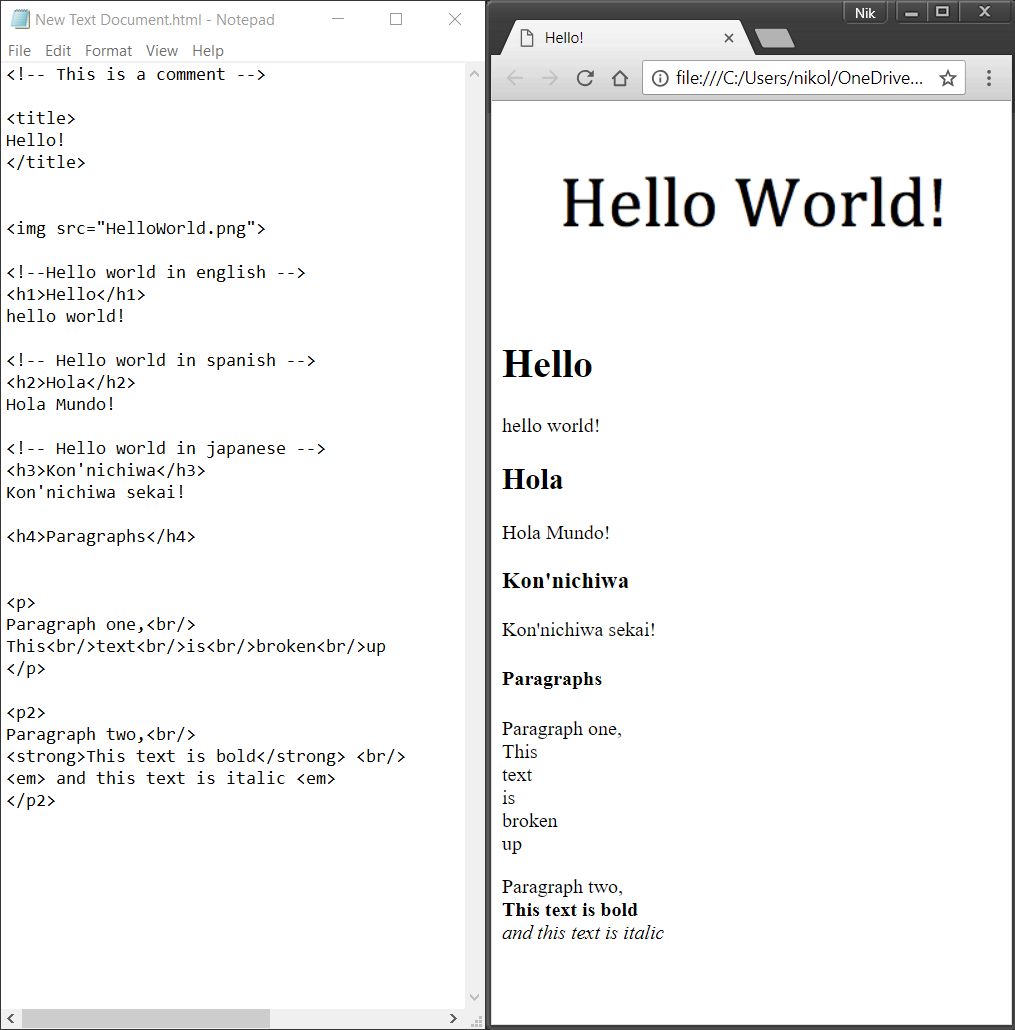 New Text Document.html - Notepad
File Edit Format View Help
<!-- This is a comment -->
<title>
Hello!
</title>
<img src="HelloWorld.png">
<!--Hello world in english -->
<h1>Hello</h1>
hello world!
<!-- Hello world in spanish -->
<h2>Hola</h2>
Hola Mundo!
<!-- Hello world in japanese -->
<h3>Kon'nichiwa</h3>
Kon'nichiwa sekai!
<h4>Paragraphs</h4>
<p>
Paragraph one,<br/>
This<br/>text<br/>is<br/>broken<br/>up
</p>
<p2>
Paragraph two,<br/>
<strong>This text is bold</strong> <br/>
<em> and this text is italic <em>
</p2>
Nik
Hello!
file:///C:/Users/nikol/OneDrive...
Hello World!
Hello
hello world!
Hola
Hola Mundo!
Kon'nichiwa
Kon'nichiwa sekai!
Paragraphs
Paragraph one,
This
text
is
broken
up
Paragraph two,
This text is bold
and this text is italic